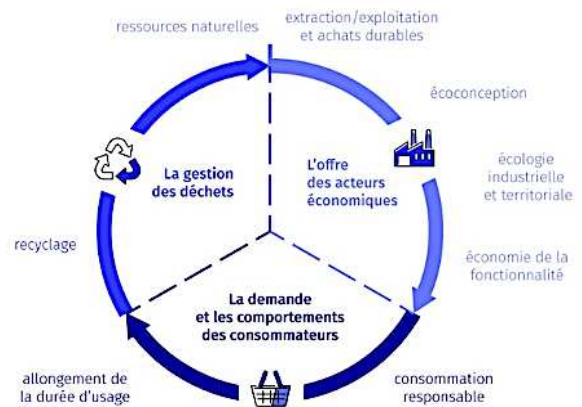 ressources naturelles
extraction/exploitation
et achats durables
écoconception
L'offre
des acteurs
économiques
écologie
industrielle
et territoriale
économie de la
fonctionnalité
La gestion
des déchets
recyclage
La demande
et les comportements
des consommateurs
allongement de
la durée d'usage
consommation
responsable